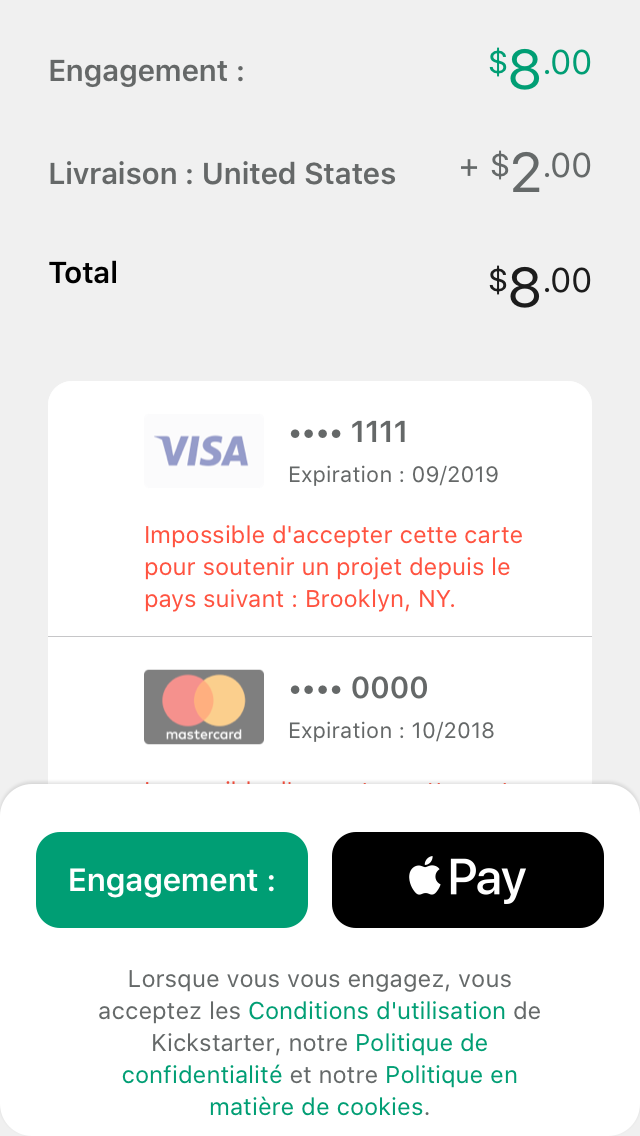 Engagement : $8.00
Livraison : United States + $2.00
Total $8.00
VISA •••• 1111
Expiration : 09/2019
Impossible d'accepter cette carte
pour soutenir un projet depuis le
pays suivant : Brooklyn, NY.
•••• 0000
mastercard Expiration : 10/2018
Engagement : Pay
Lorsque vous vous engagez, vous
acceptez les Conditions d'utilisation de
Kickstarter, notre Politique de
confidentialité et notre Politique en
matière de cookies.